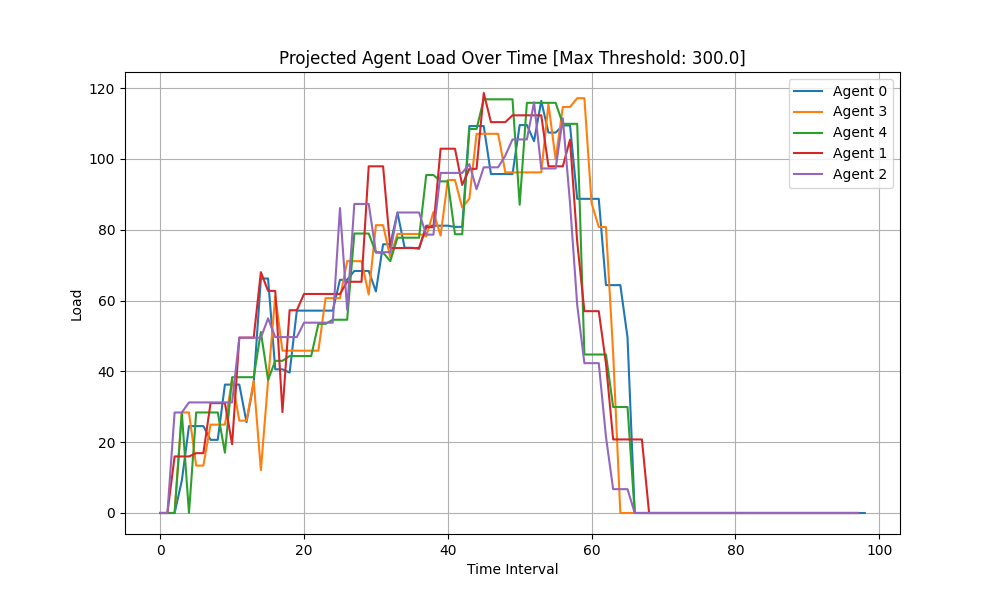 Projected Agent Load Over Time [Max Threshold: 300.0]
Load
120
100
80
60
40
20
0
0 20 40 60 80 100
Time Interval
Agent 0
Agent 3
Agent 4
Agent 1
Agent 2